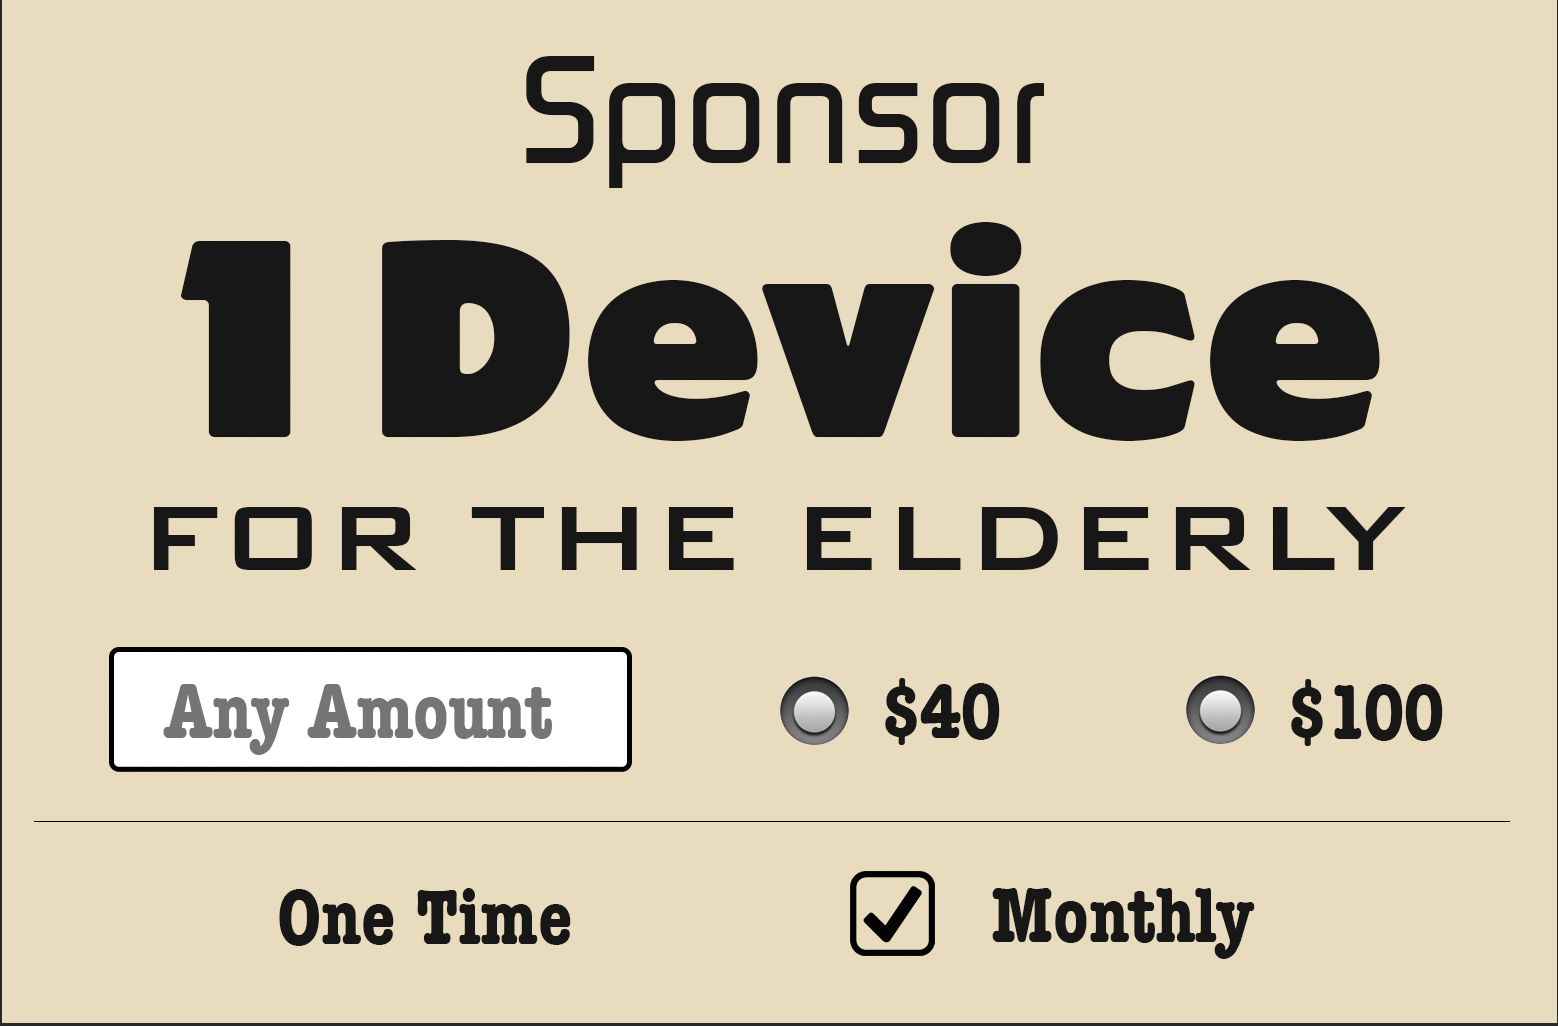 Sponsor
1 Device
FOR THE ELDERLY
Any Amount $40 $100
One Time Monthly